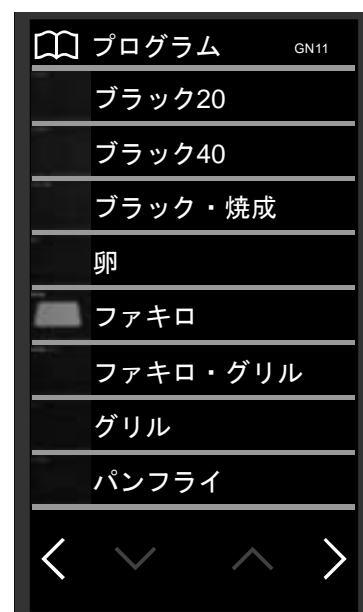 プログラム GN11
ブラック20
ブラック40
ブラック・焼成
卵
ファキロ
ファキロ・グリル
グリル
パンフライ